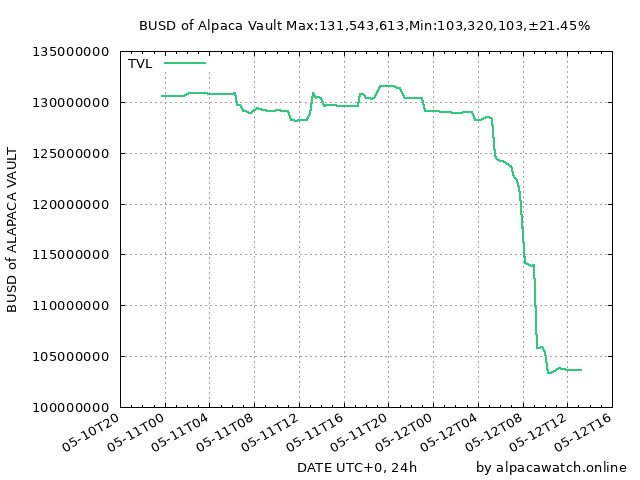 BUSD of Alpaca Vault Max:131,543,613,Min:103,320,103,±21.45%
TVL
135000000
130000000
125000000
120000000
115000000
110000000
105000000
100000000
BUSD of ALAPACA VAULT
05-10T20
05-11T00
05-11T04
05-11T08
05-11T12
05-11T16
05-11T20
05-12T00
05-12T04
05-12T08
05-12T12
05-12T16
DATE UTC+0, 24h
by alpacawatch.online